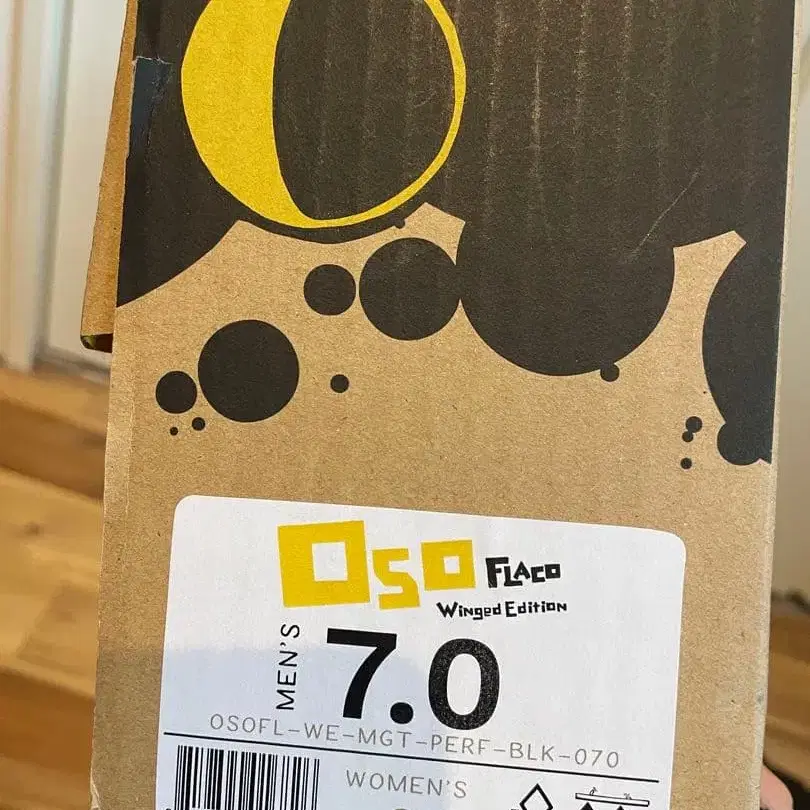 Oso FLaco
Winged Edition
MEN'S 7.0
OSOFL-WE-MGT-PERF-BLK-070
WOMEN'S